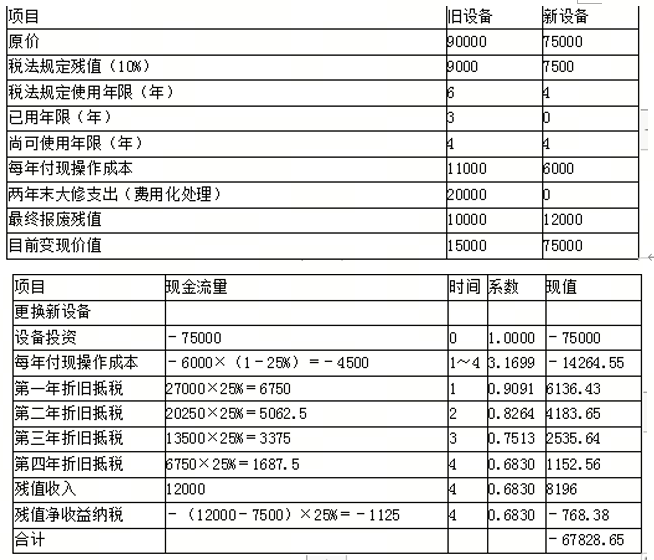 项目 旧设备 新设备
原价 90000 75000
税法规定残值（10%） 9000 7500
税法规定使用年限（年） 6 4
已用年限（年） 3 0
尚可使用年限（年） 4 4
每年付现操作成本 11000 6000
两年末大修支出（费用化处理） 20000 0
最终报废残值 10000 12000
目前变现价值 15000 75000
项目 现金流量 时间 系数 现值
更换新设备
设备投资 －75000 0 1.0000 －75000
每年付现操作成本 －6000×（1－25%）＝－4500 1～4 3.1699 －14264.55
第一年折旧抵税 27000×25%＝6750 1 0.9091 6136.43
第二年折旧抵税 20250×25%＝5062.5 2 0.8264 4183.65
第三年折旧抵税 13500×25%＝3375 3 0.7513 2535.64
第四年折旧抵税 6750×25%＝1687.5 4 0.6830 1152.56
残值收入 12000 4 0.6830 8196
残值净收益纳税 －（12000－7500）×25%＝－1125 4 0.6830 －768.38
合计 －67828.65